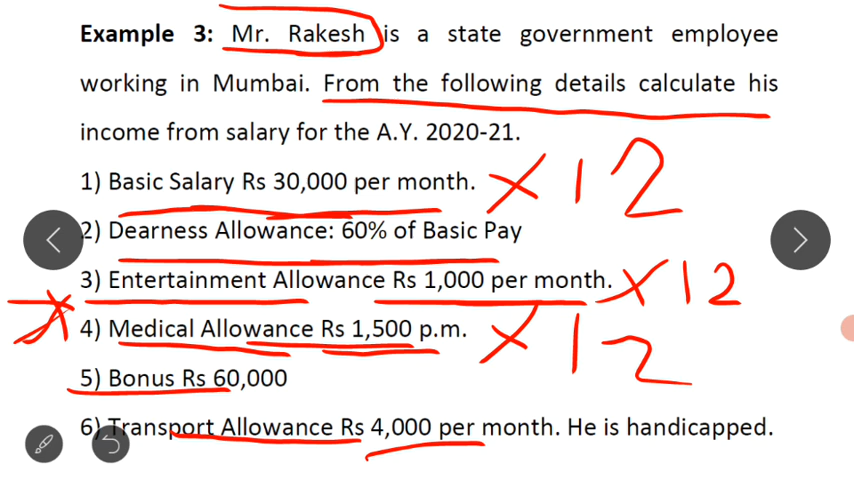 Example 3: Mr. Rakesh is a state government employee
working in Mumbai. From the following details calculate his
income from salary for the A.Y. 2020-21.
1) Basic Salary Rs 30,000 per month. X 12
2) Dearness Allowance: 60% of Basic Pay
3) Entertainment Allowance Rs 1,000 per month. X 12
4) Medical Allowance Rs 1,500 p.m. X 12
5) Bonus Rs 60,000
6) Transport Allowance Rs 4,000 per month. He is handicapped.